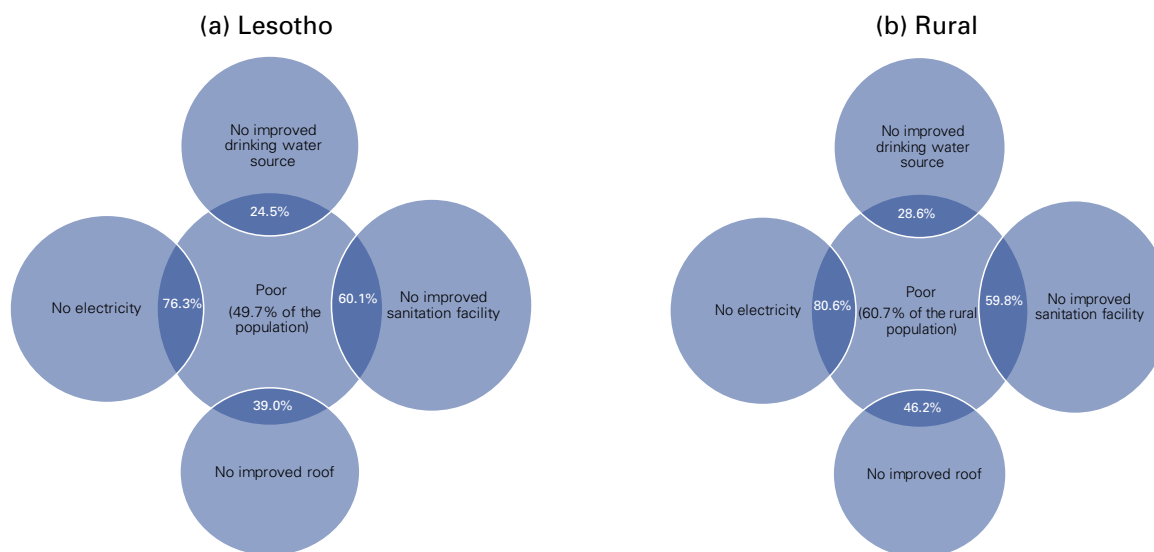 (a) Lesotho
No improved
drinking water
source
24.5%
No electricity
76.3%
Poor
(49.7% of the
population)
60.1%
No improved
sanitation facility
39.0%
No improved roof
(b) Rural
No improved
drinking water
source
28.6%
No electricity
80.6%
Poor
(60.7% of the rural
population)
59.8%
No improved
sanitation facility
46.2%
No improved roof